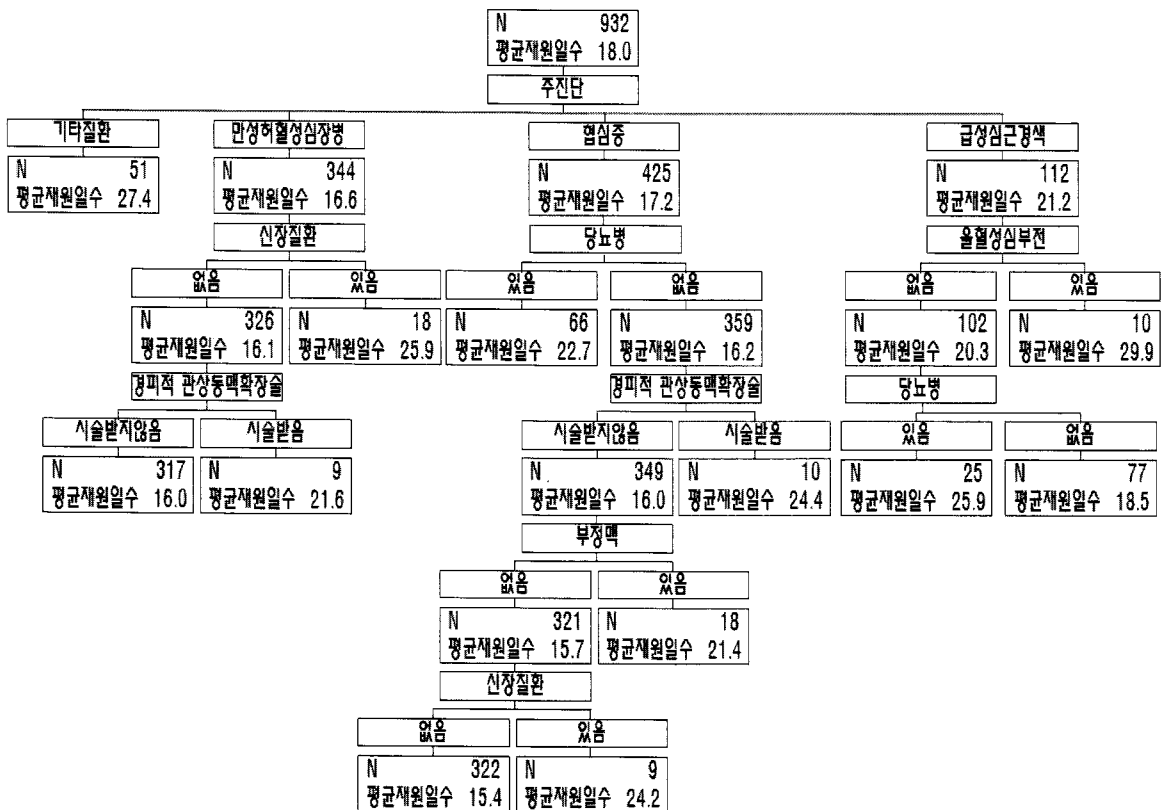 N 932
평균재원일수 18.0
주진단
기타질환 만성허혈성심장병 협심증 급성심근경색
N 51 N 344 N 425 N 112
평균재원일수 27.4 평균재원일수 16.6 평균재원일수 17.2 평균재원일수 21.2
신장질환 당뇨병 울혈성심부전
없음 있음 있음 없음 없음 있음
N 326 N 18 N 66 N 359 N 102 N 10
평균재원일수 16.1 평균재원일수 25.9 평균재원일수 22.7 평균재원일수 16.2 평균재원일수 20.3 평균재원일수 29.9
경피적 관상동맥확장술 경피적 관상동맥확장술 당뇨병
시술받지않음 시술받음 시술받지않음 시술받음 있음 없음
N 317 N 9 N 349 N 10 N 25 N 77
평균재원일수 16.0 평균재원일수 21.6 평균재원일수 16.0 평균재원일수 24.4 평균재원일수 25.9 평균재원일수 18.5
부정맥
없음 있음
N 321 N 18
평균재원일수 15.7 평균재원일수 21.4
신장질환
없음 있음
N 322 N 9
평균재원일수 15.4 평균재원일수 24.2